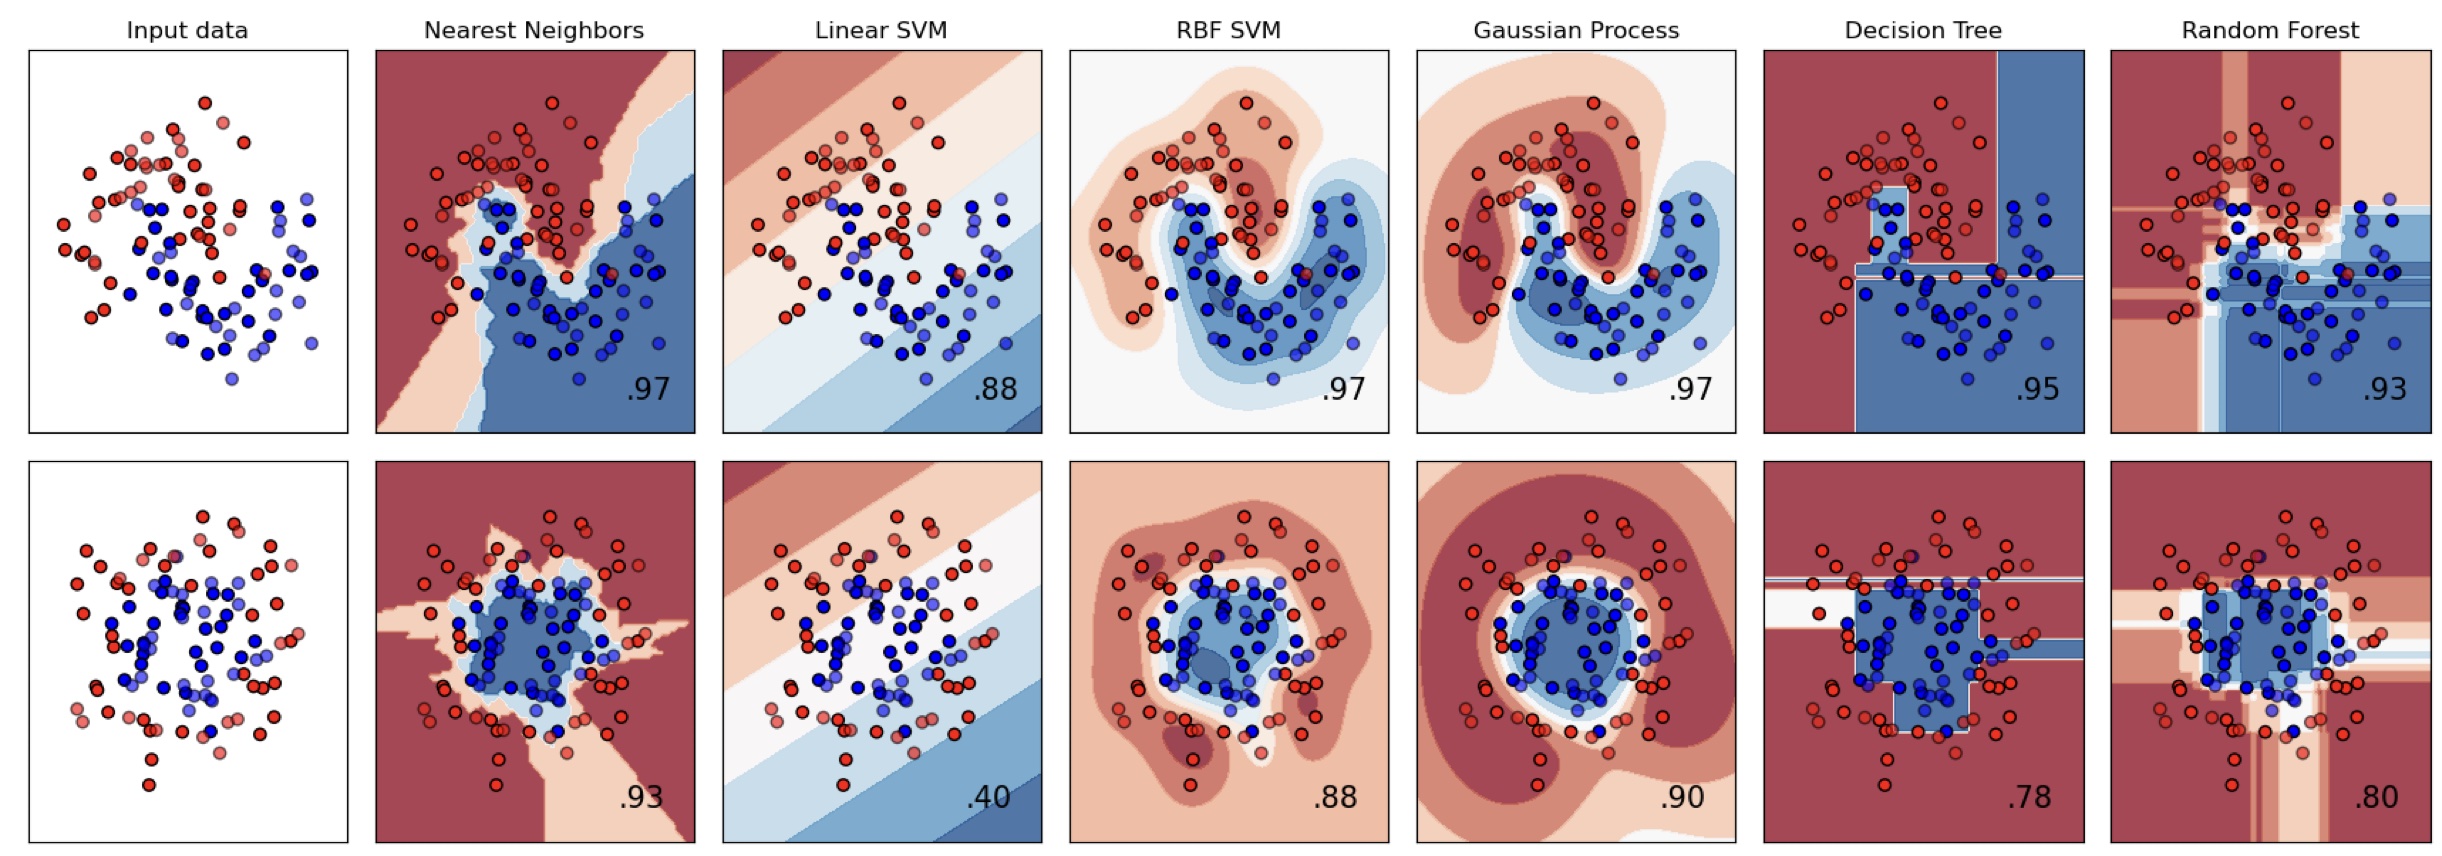 Input data
Nearest Neighbors
Linear SVM
RBF SVM
Gaussian Process
Decision Tree
Random Forest
.97
.88
.97
.97
.95
.93
.93
.40
.88
.90
.78
.80